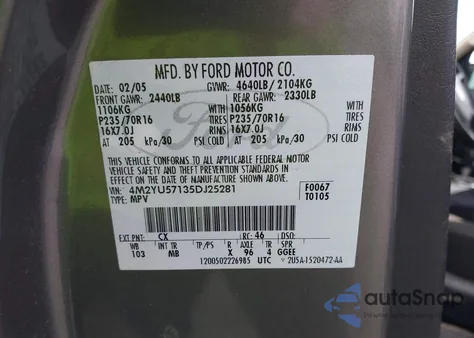 MFD. BY FORD MOTOR CO.
DATE: 02/05 GVWR: 4640LB/ 2104KG
FRONT GAWR: 2440LB REAR GAWR: 2330LB
1106KG WITH 1056KG WITH
P235/70R16 TIRES P235/70R16 TIRES
16X7.0J RIMS 16X7.0J RIMS
AT 205 kPa/30 PSI COLD AT 205 kPa/30 PSI COLD
THIS VEHICLE CONFORMS TO ALL APPLICABLE FEDERAL MOTOR
VEHICLE SAFETY AND THEFT PREVENTION STANDARDS IN EFFECT
ON THE DATE OF MANUFACTURE SHOWN ABOVE.
VIN: 4M2YU57135DJ25281 F0067
TYPE: MPV T0105
EXT PNT: CX RC: 46 DSO:
WB INT TR TP/PS R AXLE TR SPR
103 MB X 96 4 GGEE
1200502226985 UTC 2U5A-1520472-AA
Ford
autaSnap